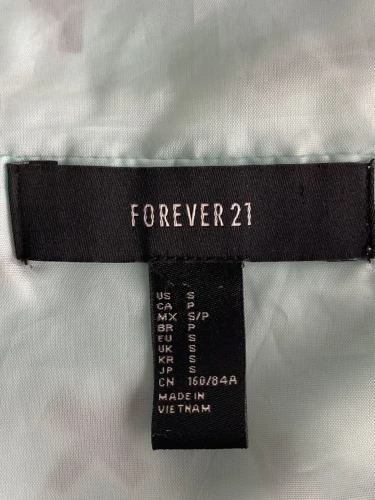 FOREVER 21
US S
CA P
MX S/P
BR P
EU S
UK S
KR S
JP S
CN 160/84A
MADE IN
VIETNAM